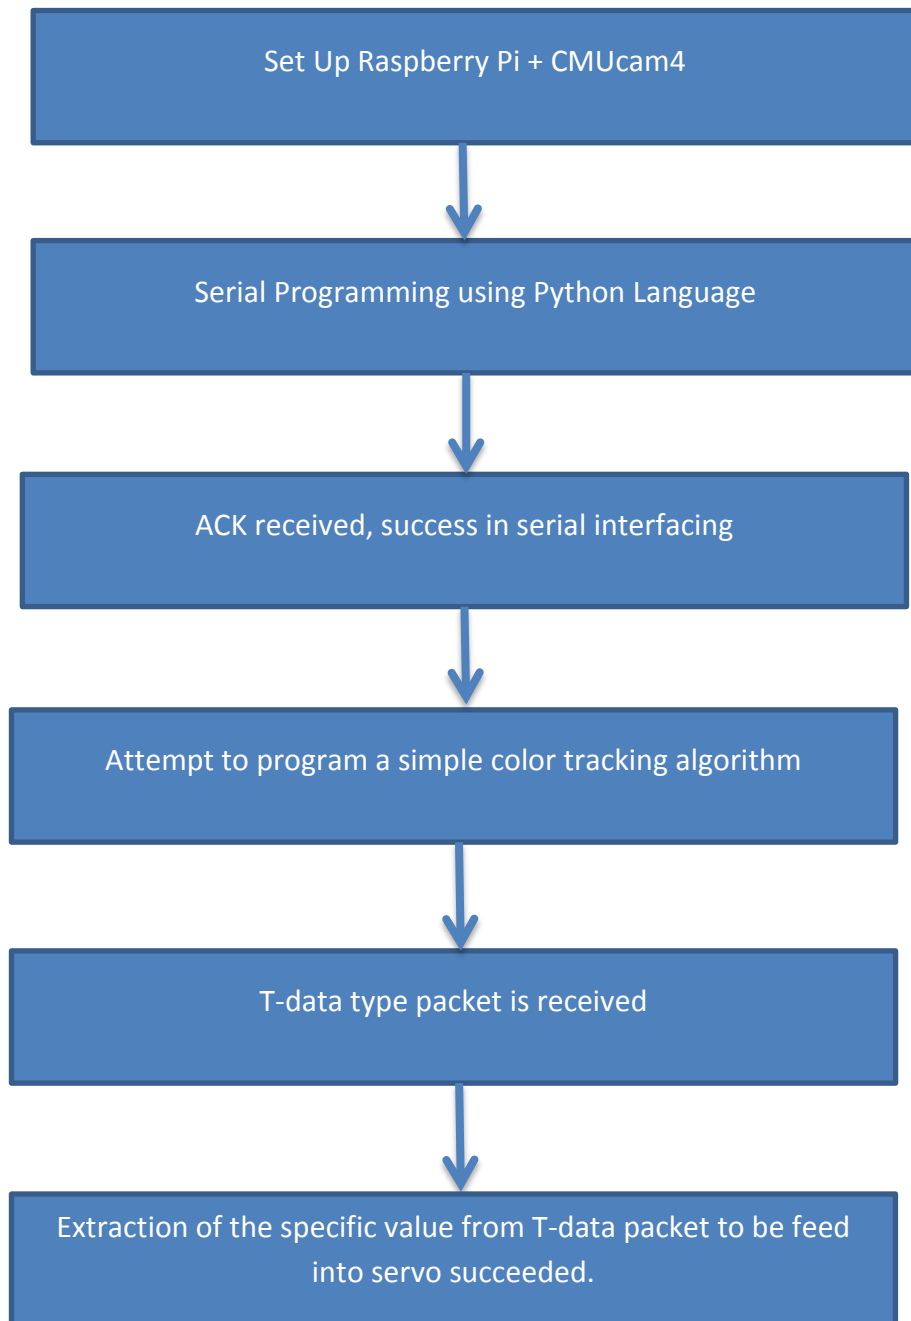 Set Up Raspberry Pi + CMUcam4
Serial Programming using Python Language
ACK received, success in serial interfacing
Attempt to program a simple color tracking algorithm
T-data type packet is received
Extraction of the specific value from T-data packet to be feed
into servo succeeded.